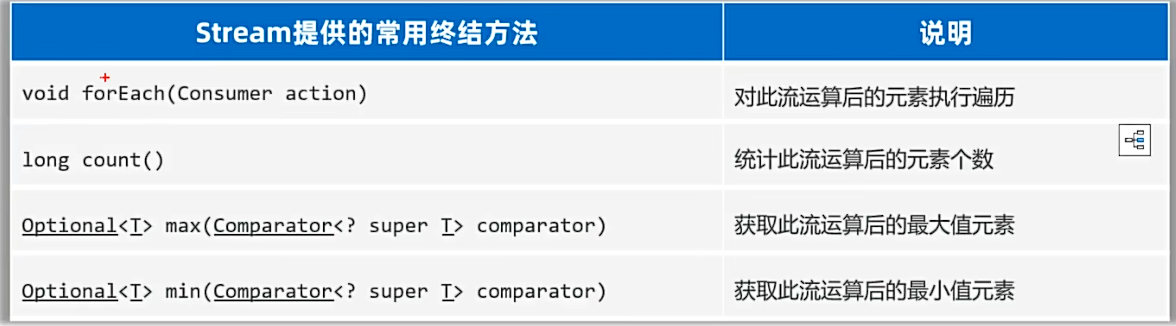 Stream提供的常用终结方法 说明
void forEach(Consumer action) 对此流运算后的元素执行遍历
long count() 统计此流运算后的元素个数
Optional<T> max(Comparator<? super T> comparator) 获取此流运算后的最大值元素
Optional<T> min(Comparator<? super T> comparator) 获取此流运算后的最小值元素